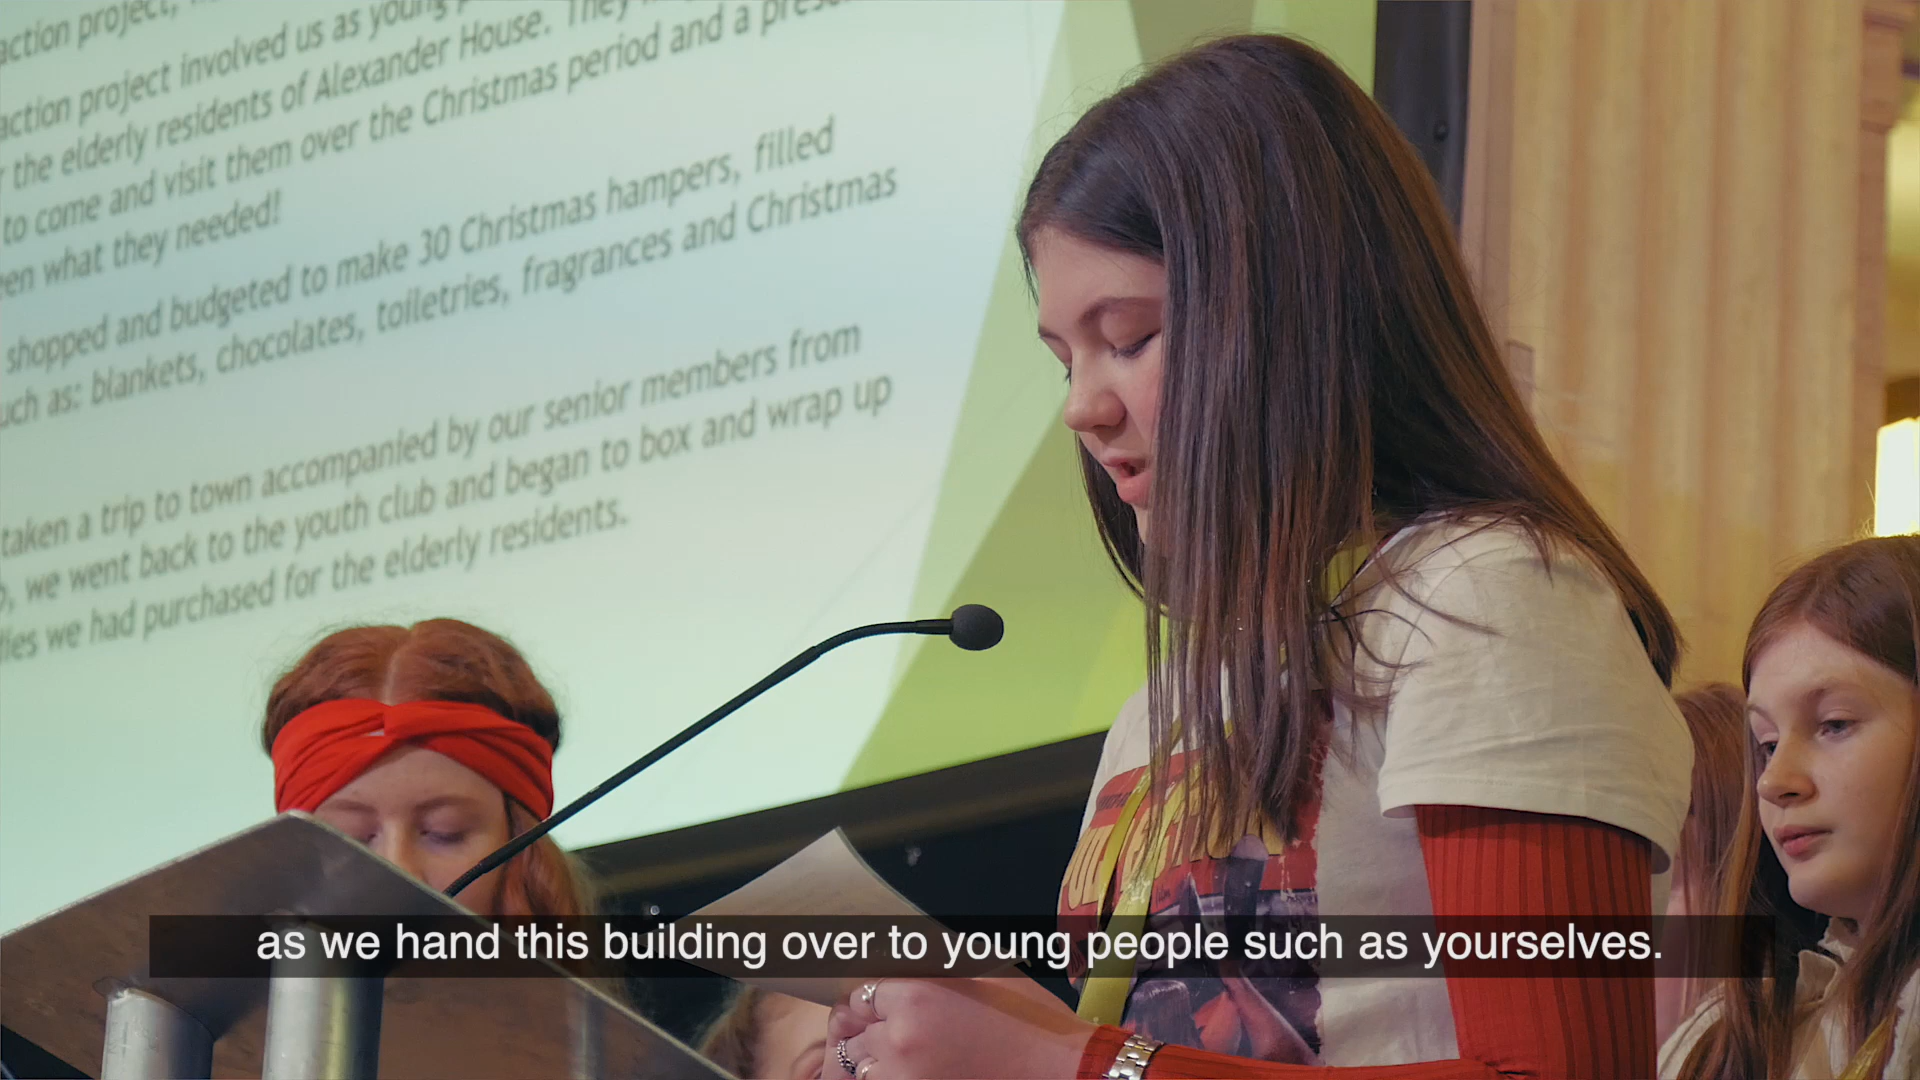 action project,
action project involved us as young
the elderly residents of Alexander House. They
to come and visit them over the Christmas period and a
what they needed!
shopped and budgeted to make 30 Christmas hampers, filled
such as: blankets, chocolates, toiletries, fragrances and Christmas
taken a trip to town accompanied by our senior members from
, we went back to the youth club and began to box and wrap up
we had purchased for the elderly residents.
as we hand this building over to young people such as yourselves.